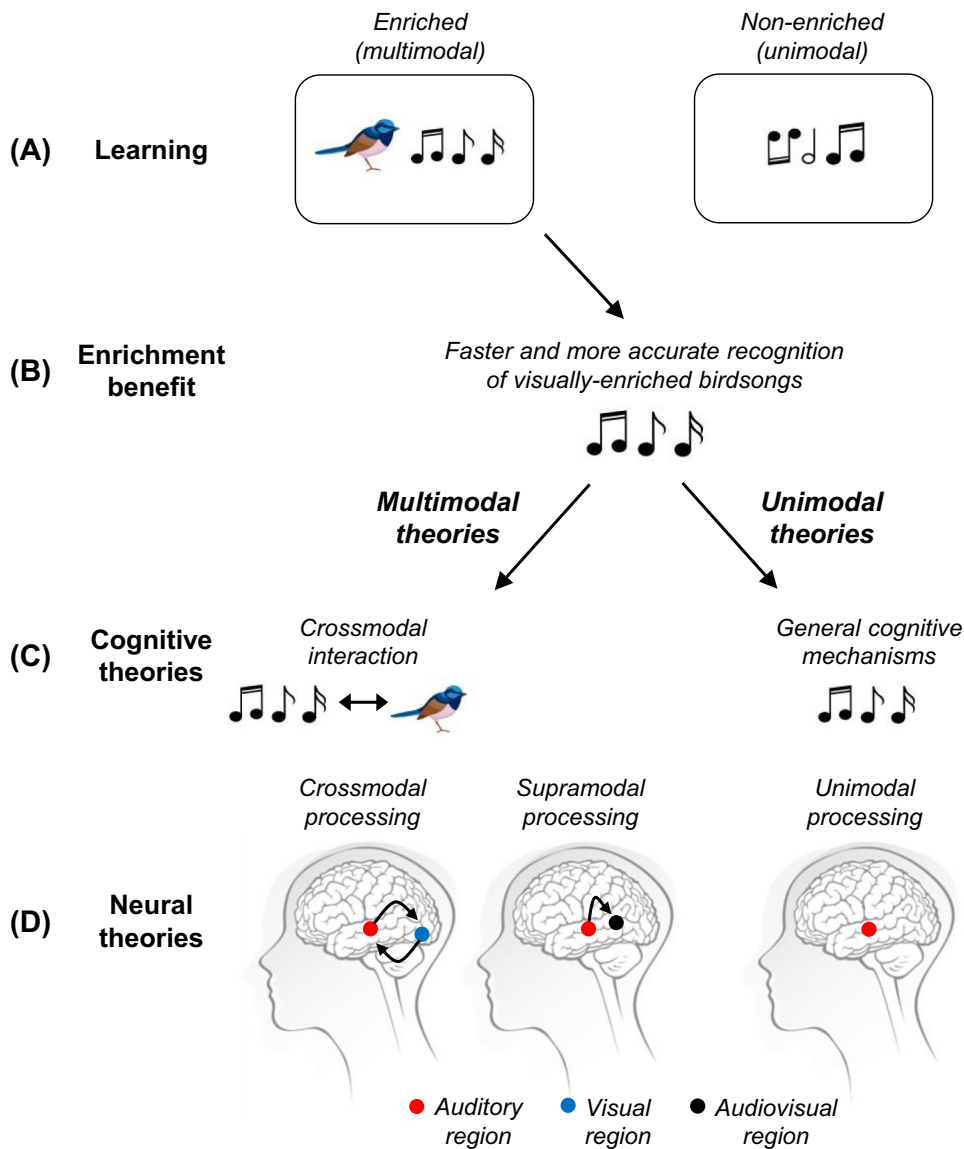 Enriched
(multimodal)
Non-enriched
(unimodal)
(A) Learning
(B) Enrichment
benefit
Faster and more accurate recognition
of visually-enriched birdsongs
Multimodal
theories
Unimodal
theories
(C) Cognitive
theories
Crossmodal
interaction
General cognitive
mechanisms
Crossmodal
processing
Supramodal
processing
Unimodal
processing
(D) Neural
theories
Auditory
region
Visual
region
Audiovisual
region